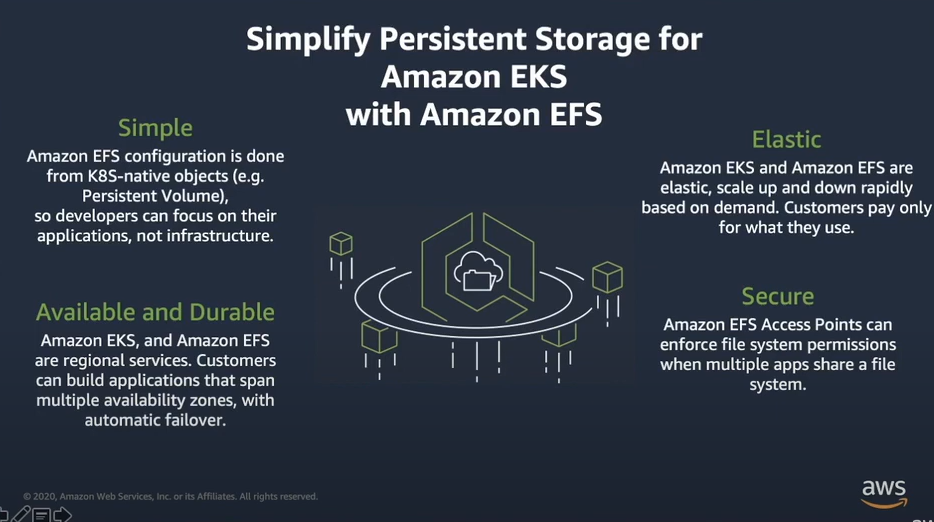 Simplify Persistent Storage for
Amazon EKS
with Amazon EFS
Simple
Amazon EFS configuration is done
from K8S-native objects (e.g.
Persistent Volume),
so developers can focus on their
applications, not infrastructure.
Elastic
Amazon EKS and Amazon EFS are
elastic, scale up and down rapidly
based on demand. Customers pay only
for what they use.
Available and Durable
Amazon EKS, and Amazon EFS
are regional services. Customers
can build applications that span
multiple availability zones, with
automatic failover.
Secure
Amazon EFS Access Points can
enforce file system permissions
when multiple apps share a file
system.
© 2020, Amazon Web Services, Inc. or its Affiliates. All rights reserved.
aws